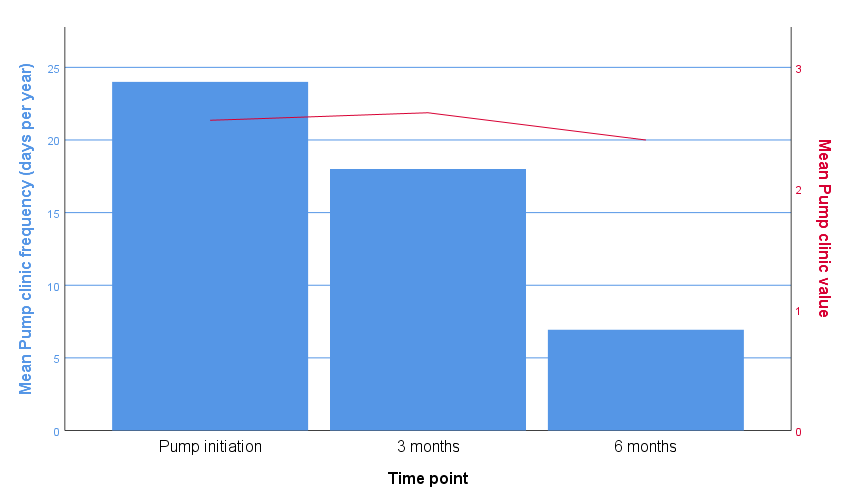 Mean Pump clinic frequency (days per year)
25
20
15
10
5
0
3
2
1
0
Mean Pump clinic value
Pump initiation
3 months
6 months
Time point